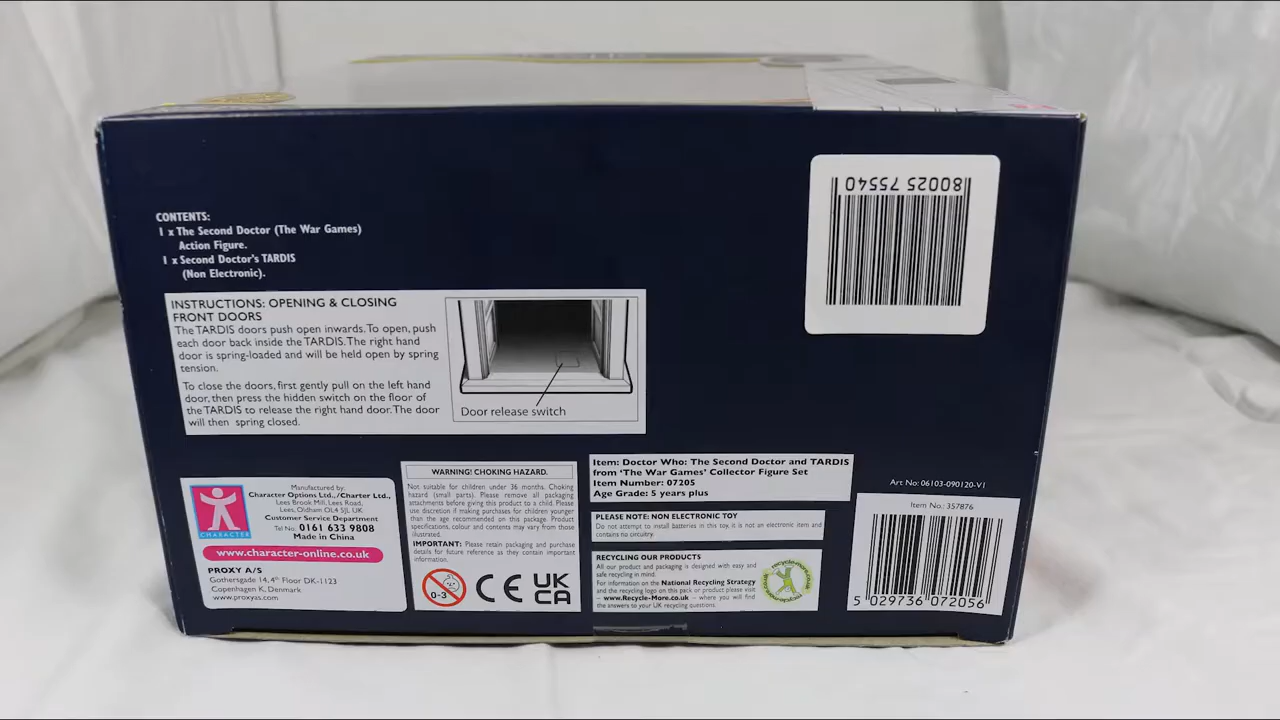 80025 75540
CONTENTS:
1 x The Second Doctor (The War Games)
Action Figure.
1 x Second Doctor's TARDIS
(Non Electronic).
INSTRUCTIONS: OPENING & CLOSING
FRONT DOORS
The TARDIS doors push open inwards. To open, push
each door back inside the TARDIS. The right hand
door is spring-loaded and will be held open by spring
tension.
To close the doors, first gently pull on the left hand
door, then press the hidden switch on the floor of
the TARDIS to release the right hand door. The door
will then spring closed.
Door release switch
CHARACTER
Manufactured by:
Character Options Ltd., /Charter Ltd.,
Lees Brook Mill, Lees Road,
Lees, Oldham OL4 5JL UK
Customer Service Department
Tel No. 0161 633 9808
Made in China
www.character-online.co.uk
PROXY A/S
Gothersgade 14, 4th Floor DK-1123
Copenhagen K, Denmark
www.proxyas.com
WARNING! CHOKING HAZARD.
Not suitable for children under 36 months. Choking
hazard (small parts). Please remove all packaging
attachments before giving this product to a child. Please
use discretion if making purchases for children younger
than the age recommended on this package. Product
specifications, colour and contents may vary from those
illustrated.
IMPORTANT: Please retain packaging and purchase
details for future reference as they contain important
information.
0-3
CE
UK
CA
Item: Doctor Who: The Second Doctor and TARDIS
from 'The War Games' Collector Figure Set
Item Number: 07205
Age Grade: 5 years plus
PLEASE NOTE: NON ELECTRONIC TOY
Do not attempt to install batteries in this toy, it is not an electronic item and
contains no circuitry.
RECYCLING OUR PRODUCTS
All our product and packaging is designed with easy and
safe recycling in mind.
For information on the National Recycling Strategy
and the recycling logo on this pack or product please visit
- www.Recycle-More.co.uk - where you will find
the answers to your UK recycling questions
Art No: 06103-090120-V1
Item No.: 357876
5 029736 072056